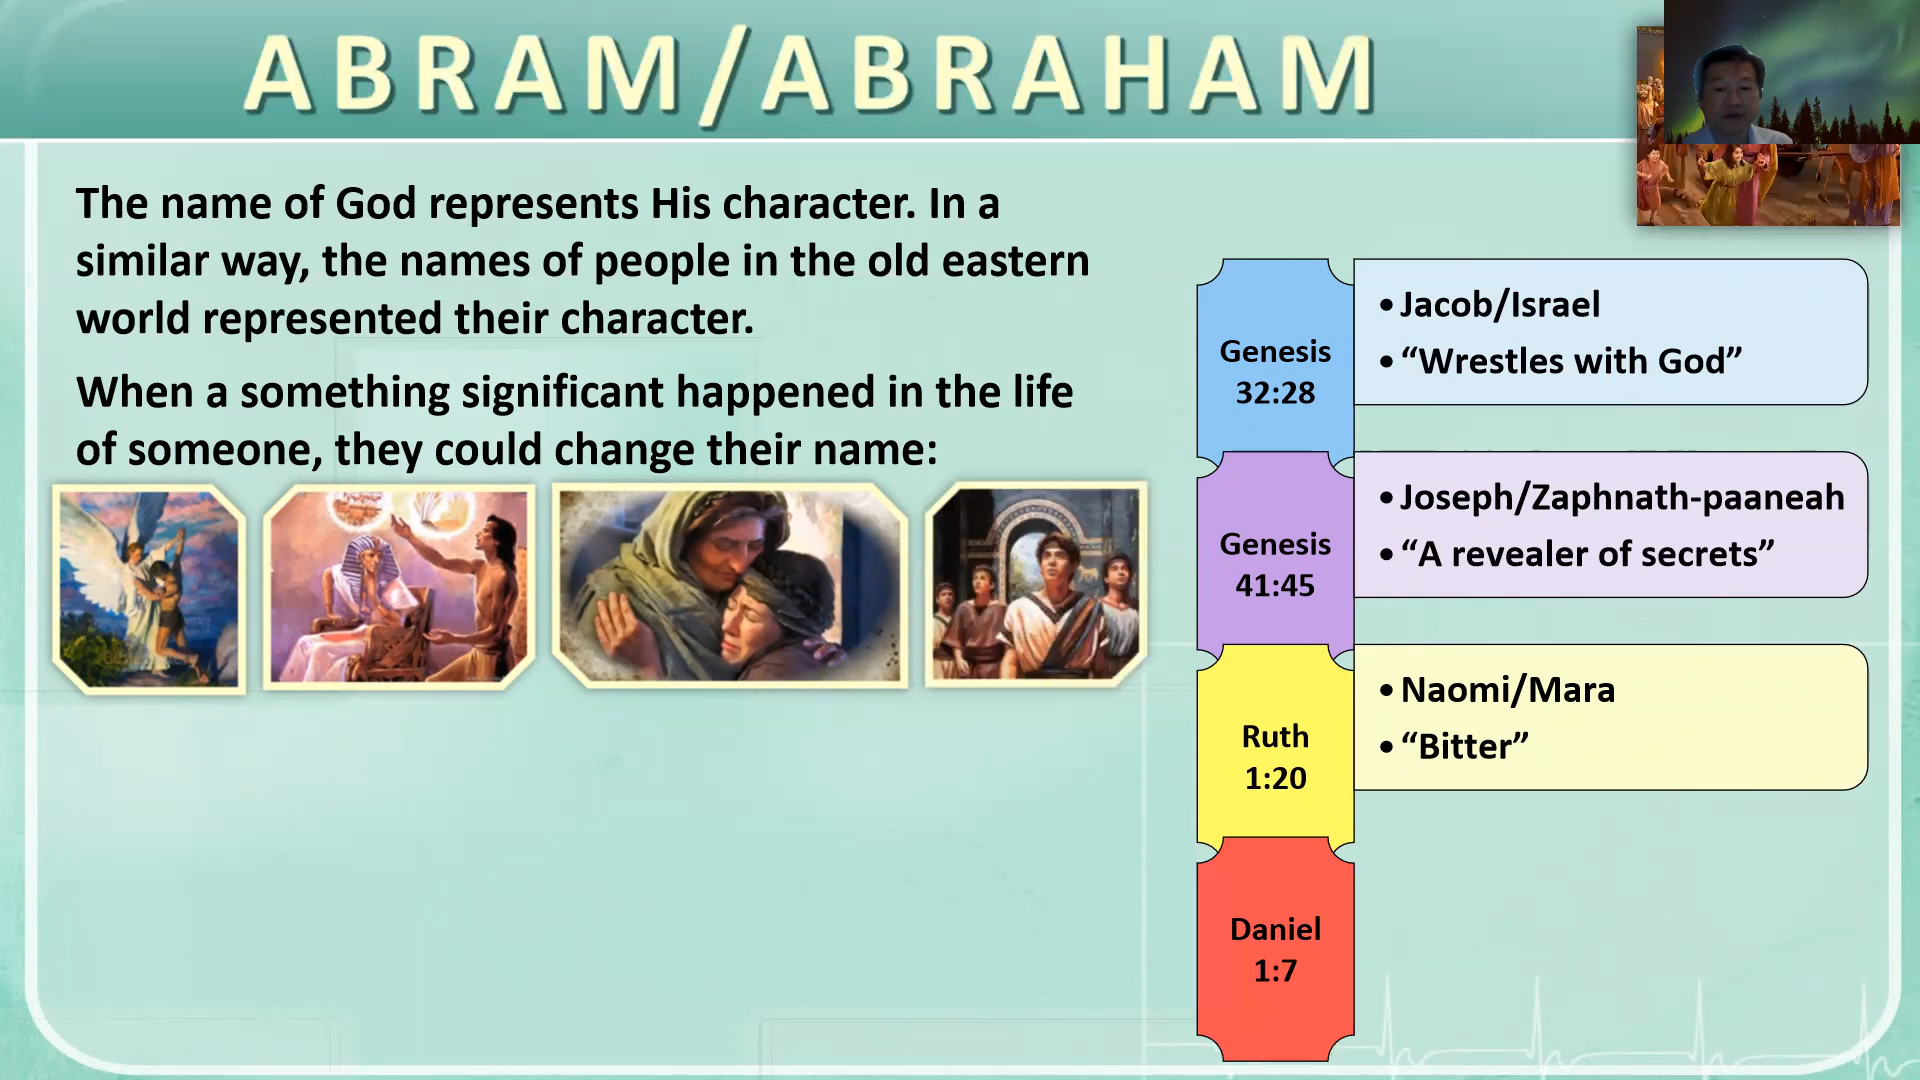 ABRAM/ABRAHAM
The name of God represents His character. In a
similar way, the names of people in the old eastern
world represented their character.
When a something significant happened in the life
of someone, they could change their name:
Genesis
32:28
• Jacob/Israel
• “Wrestles with God”
Genesis
41:45
• Joseph/Zaphnath-paaneah
• “A revealer of secrets”
Ruth
1:20
• Naomi/Mara
• “Bitter”
Daniel
1:7